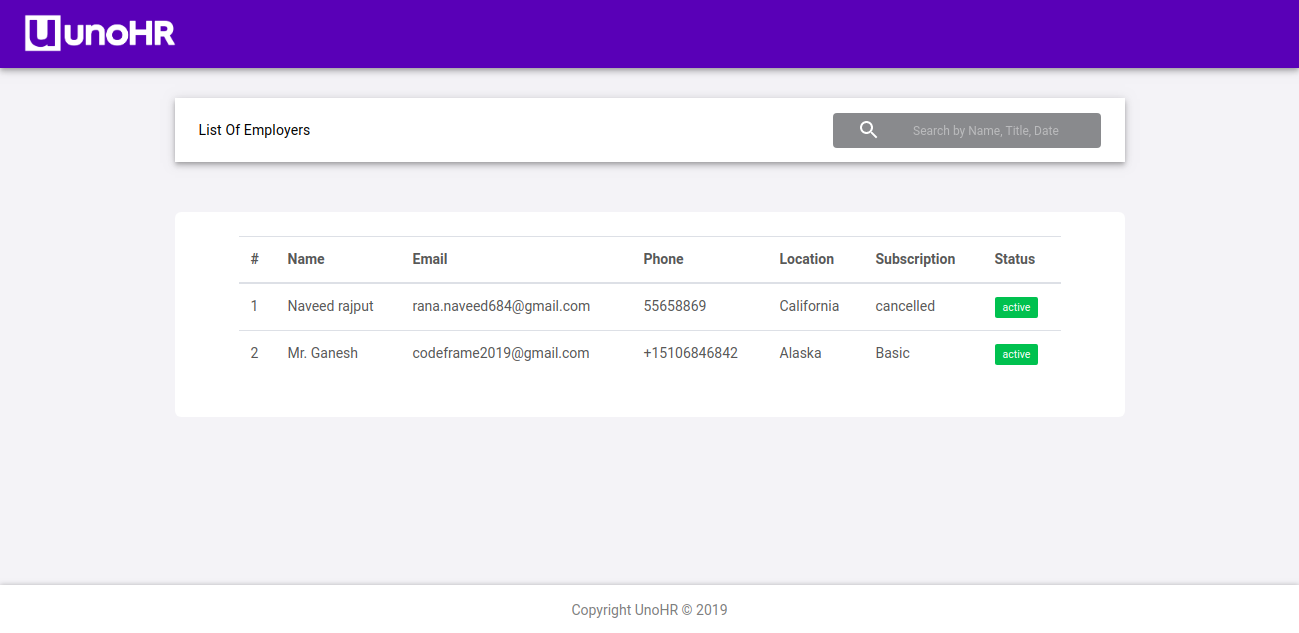 U unoHR
List Of Employers
Search by Name, Title, Date
# Name Email Phone Location Subscription Status
1 Naveed rajput rana.naveed684@gmail.com 55658869 California cancelled active
2 Mr. Ganesh codeframe2019@gmail.com +15106846842 Alaska Basic active
Copyright UnoHR © 2019